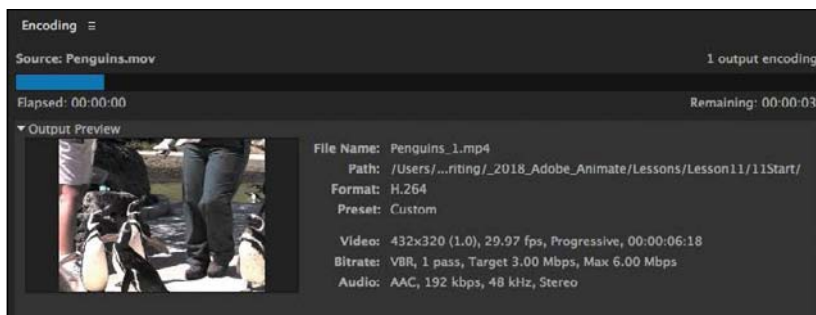 Encoding
Source: Penguins.mov
1 output encoding
Elapsed: 00:00:00
Remaining: 00:00:03
Output Preview
File Name: Penguins_1.mp4
Path: /Users/...riting/_2018_Adobe_Animate/Lessons/Lesson11/11Start/
Format: H.264
Preset: Custom
Video: 432x320 (1.0), 29.97 fps, Progressive, 00:00:06:18
Bitrate: VBR, 1 pass, Target 3.00 Mbps, Max 6.00 Mbps
Audio: AAC, 192 kbps, 48 kHz, Stereo